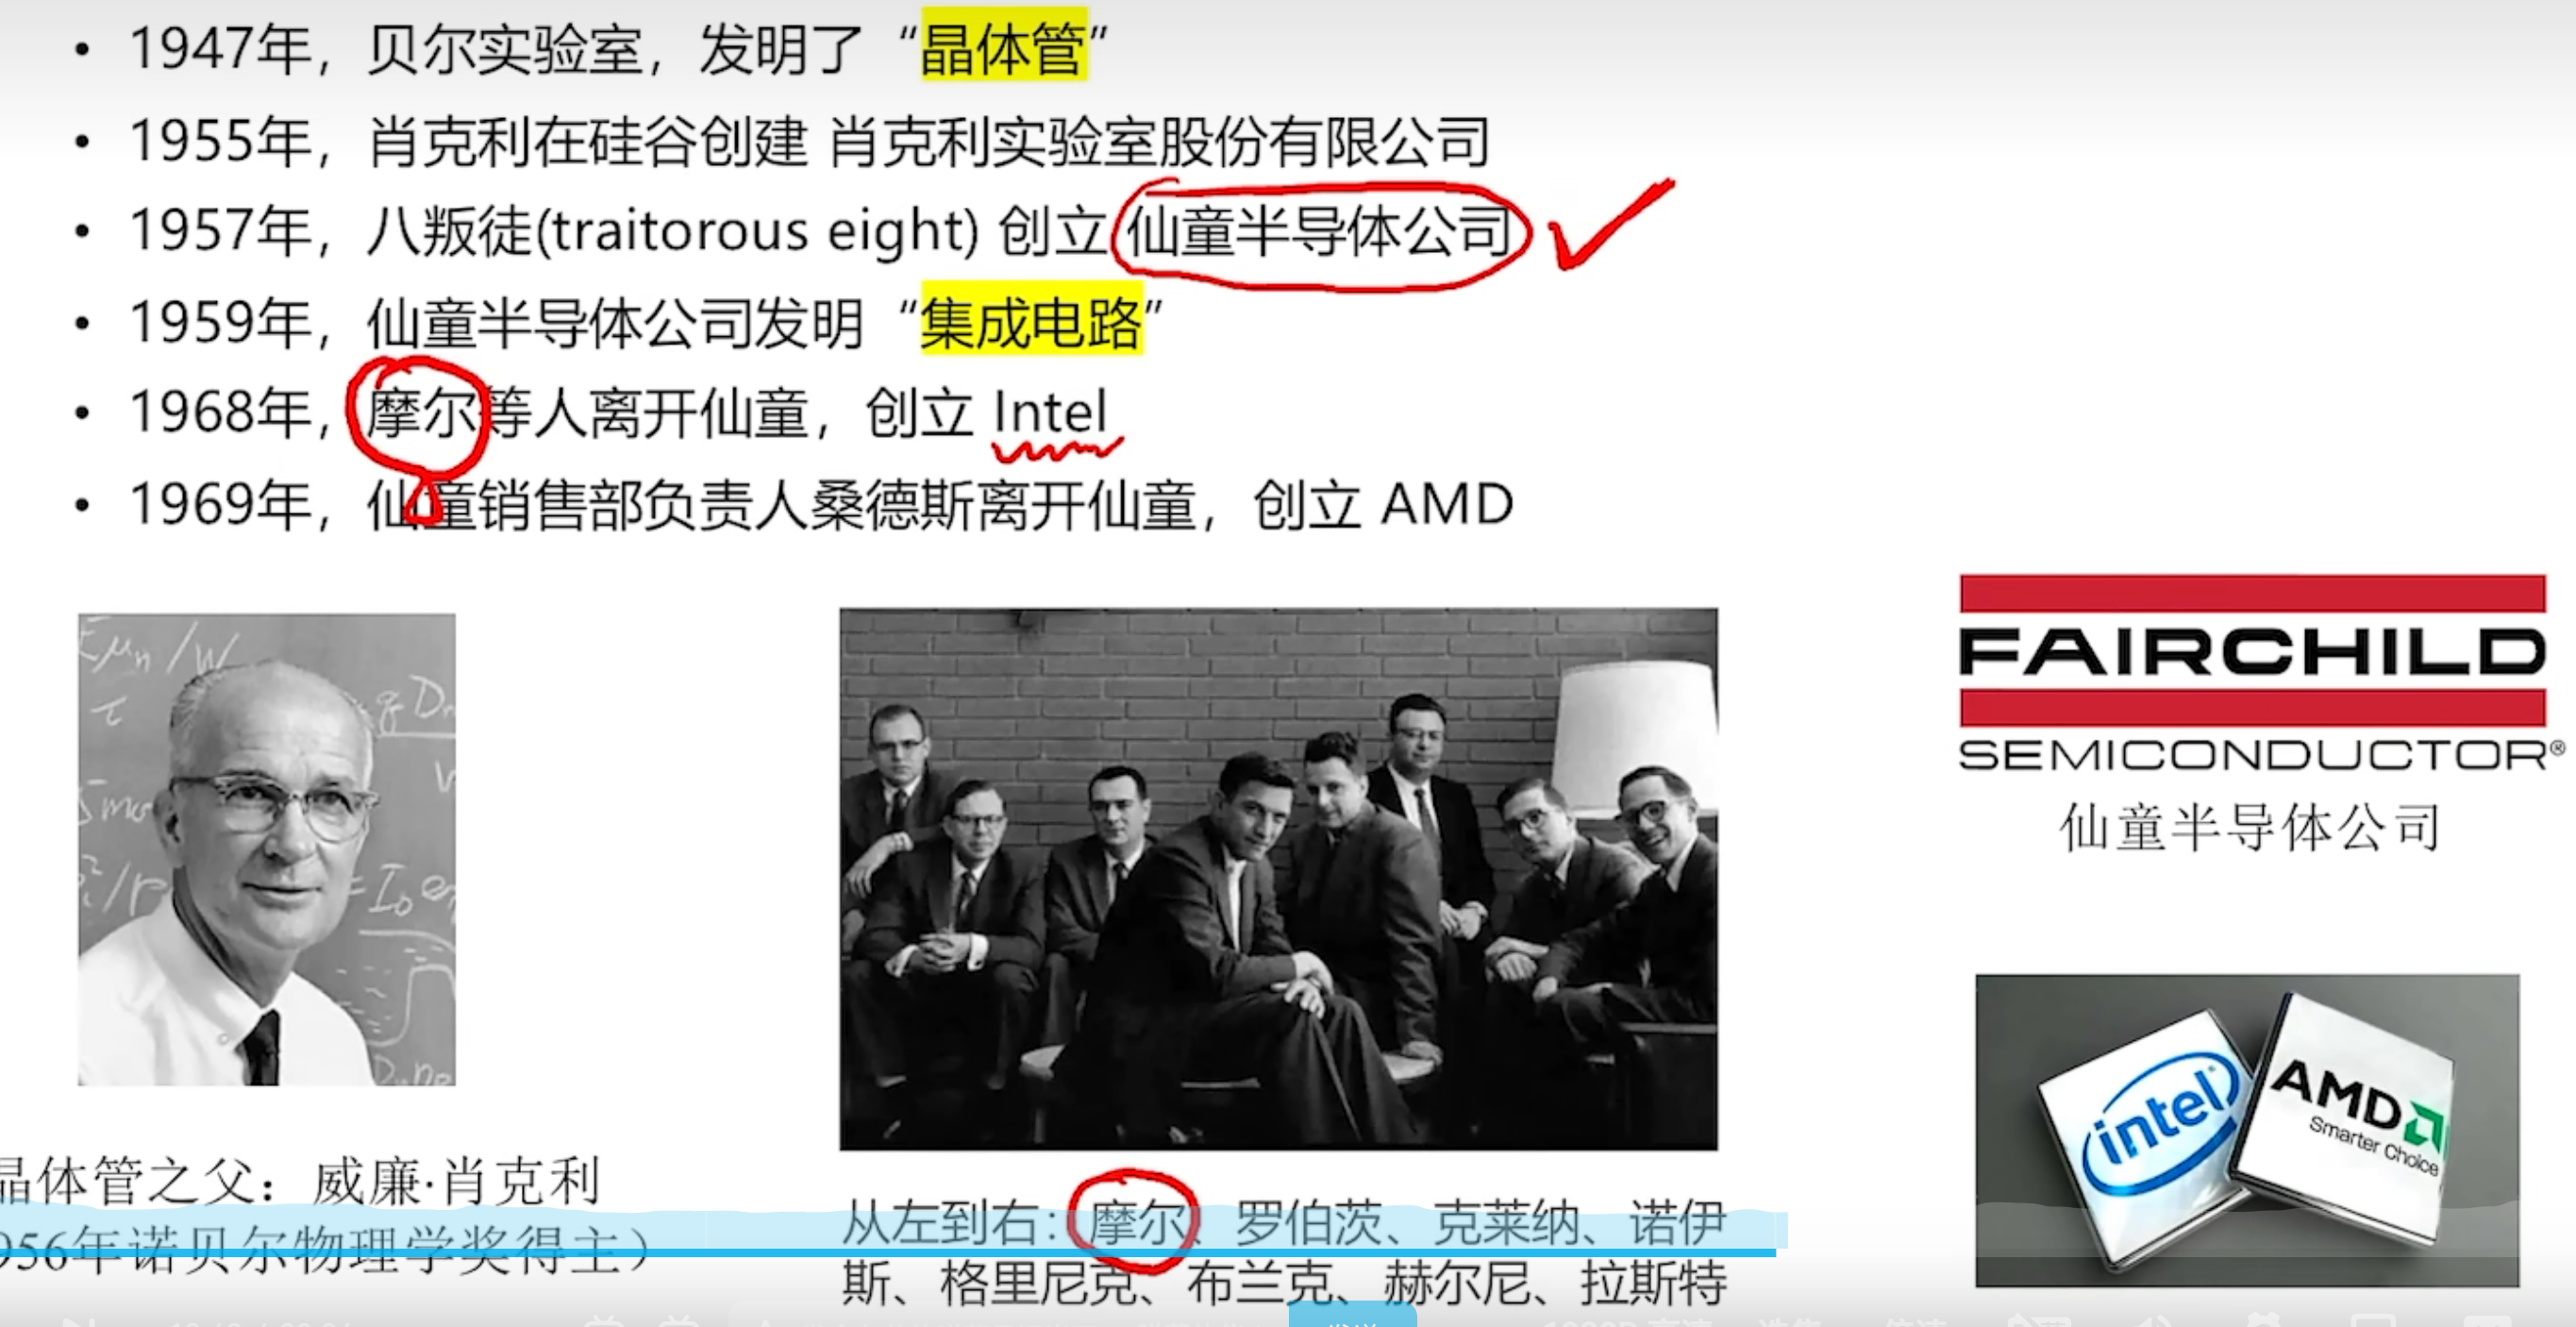 • 1947年，贝尔实验室，发明了“晶体管”
• 1955年，肖克利在硅谷创建 肖克利实验室股份有限公司
• 1957年，八叛徒(traitorous eight) 创立 仙童半导体公司
• 1959年，仙童半导体公司发明“集成电路”
• 1968年，摩尔等人离开仙童，创立 Intel
• 1969年，仙童销售部负责人桑德斯离开仙童，创立 AMD
FAIRCHILD
SEMICONDUCTOR®
仙童半导体公司
intel
AMD
Smarter Choice
晶体管之父：威廉·肖克利
956年诺贝尔物理学奖得主）
从左到右：摩尔、罗伯茨、克莱纳、诺伊
斯、格里尼克、布兰克、赫尔尼、拉斯特